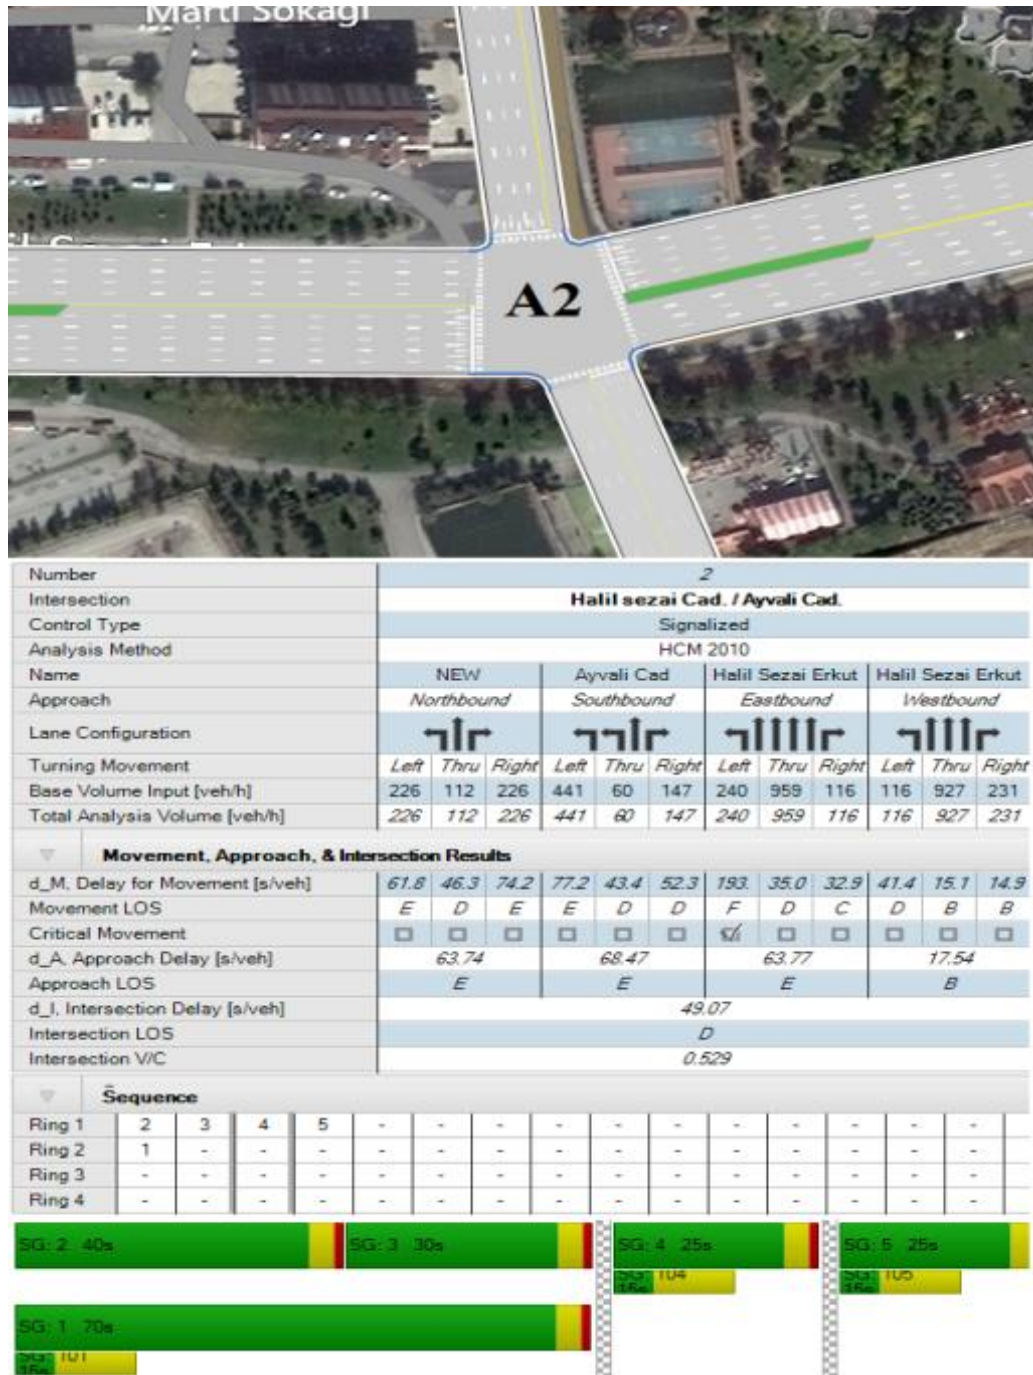 Martı Sokağı
A2
Number 2
Intersection Halil sezai Cad. / Ayvali Cad.
Control Type Signalized
Analysis Method HCM 2010
Name NEW Ayvali Cad Halil Sezai Erkut Halil Sezai Erkut
Approach Northbound Southbound Eastbound Westbound
Lane Configuration
Turning Movement Left Thru Right Left Thru Right Left Thru Right Left Thru Right
Base Volume Input [veh/h] 226 112 226 441 60 147 240 959 116 116 927 231
Total Analysis Volume [veh/h] 226 112 226 441 60 147 240 959 116 116 927 231
Movement, Approach, & Intersection Results
d_M, Delay for Movement [s/veh] 61.8 46.3 74.2 77.2 43.4 52.3 193. 35.0 32.9 41.4 15.1 14.9
Movement LOS E D E E D D F D C D B B
Critical Movement
d_A, Approach Delay [s/veh] 63.74 68.47 63.77 17.54
Approach LOS E E E B
d_I, Intersection Delay [s/veh] 49.07
Intersection LOS D
Intersection V/C 0.529
Sequence
Ring 1 2 3 4 5 - - - - - - - - - - -
Ring 2 1 - - - - - - - - - - - - - -
Ring 3 - - - - - - - - - - - - - - -
Ring 4 - - - - - - - - - - - - - - -
SG: 2 40s SG: 3 30s SG: 4 25s SG: 5 25s
SG: 104 SG: 105
15s 15s
SG: 1 70s
SG: 101
15s